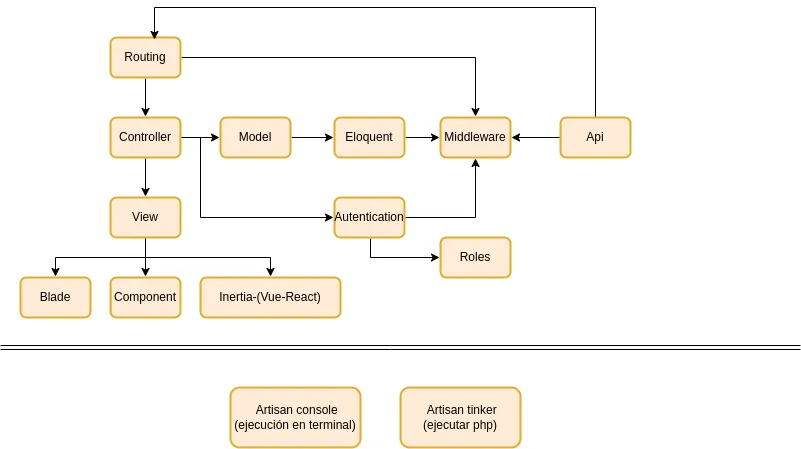 Routing
Controller
Model
Eloquent
Middleware
Api
View
Autentication
Roles
Blade
Component
Inertia-(Vue-React)
Artisan console
(ejecución en terminal)
Artisan tinker
(ejecutar php)